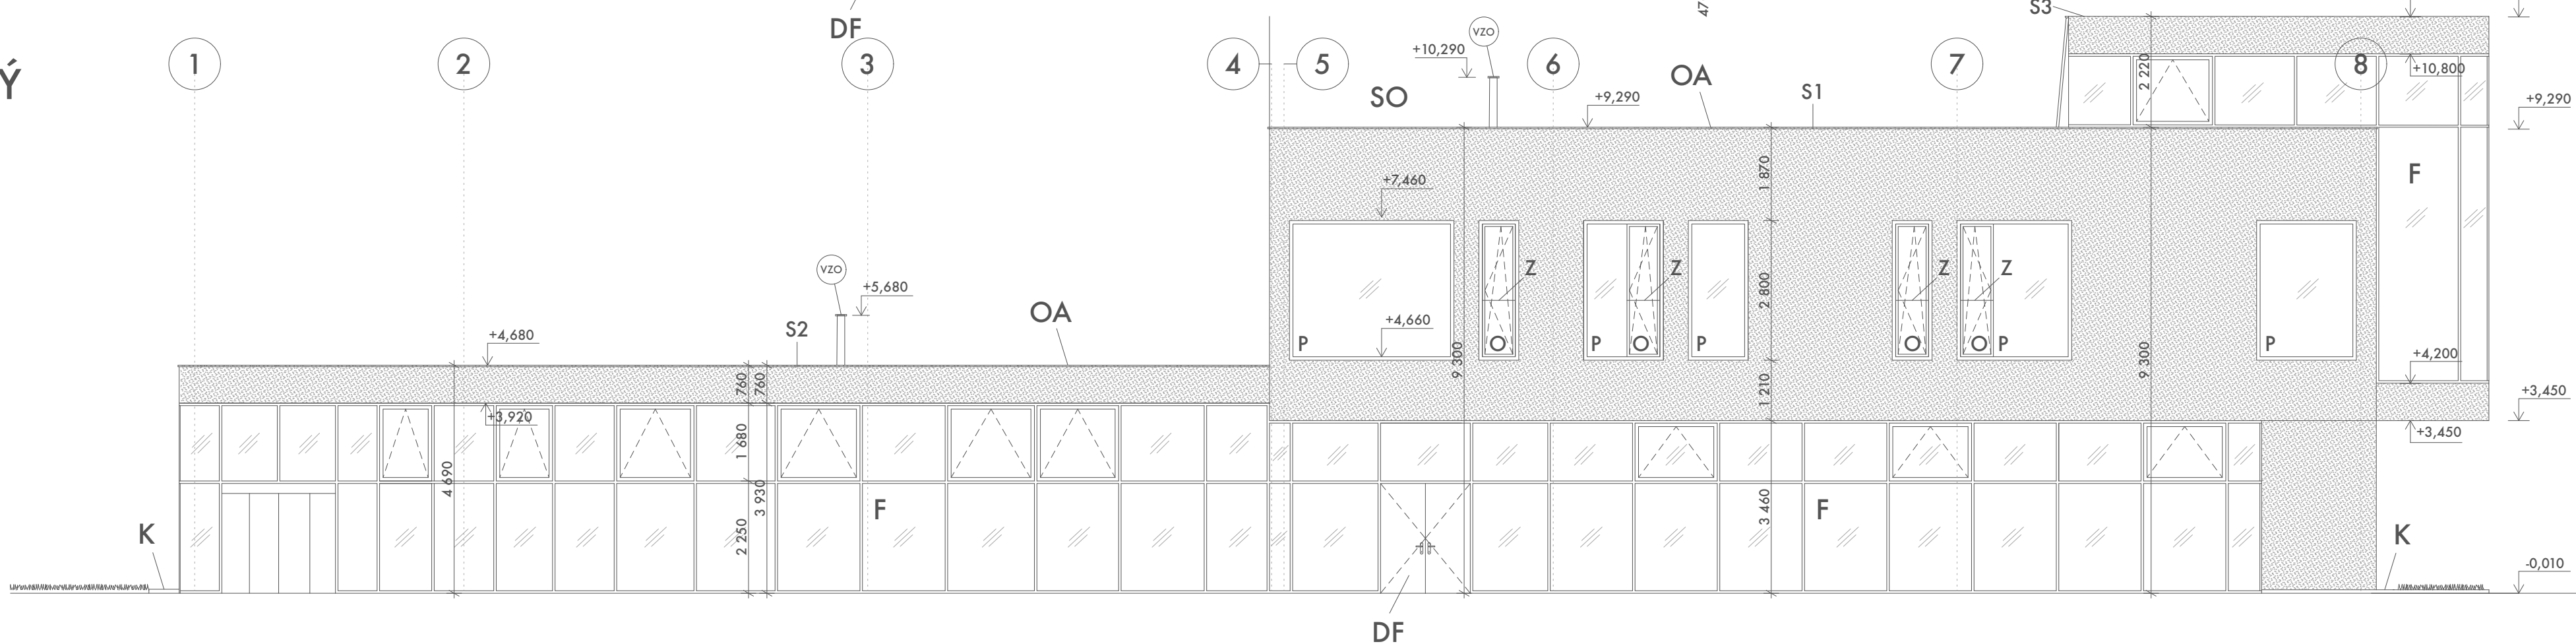 DF
47
S3
Ý
1
2
3
4
5
6
7
8
VZO
+10,290
SO
+9,290
OA
S1
2 220
+10,800
+9,290
+7,460
1 870
F
VZO
+5,680
Z
Z
Z
Z
2 800
+4,660
OA
S2
+4,680
P
O
P
O
P
O
O
P
P
9 300
9 300
+4,200
760
760
1 210
+3,450
+3,920
+3,450
1 680
4 690
3 930
F
F
3 460
2 250
K
K
-0,010
DF